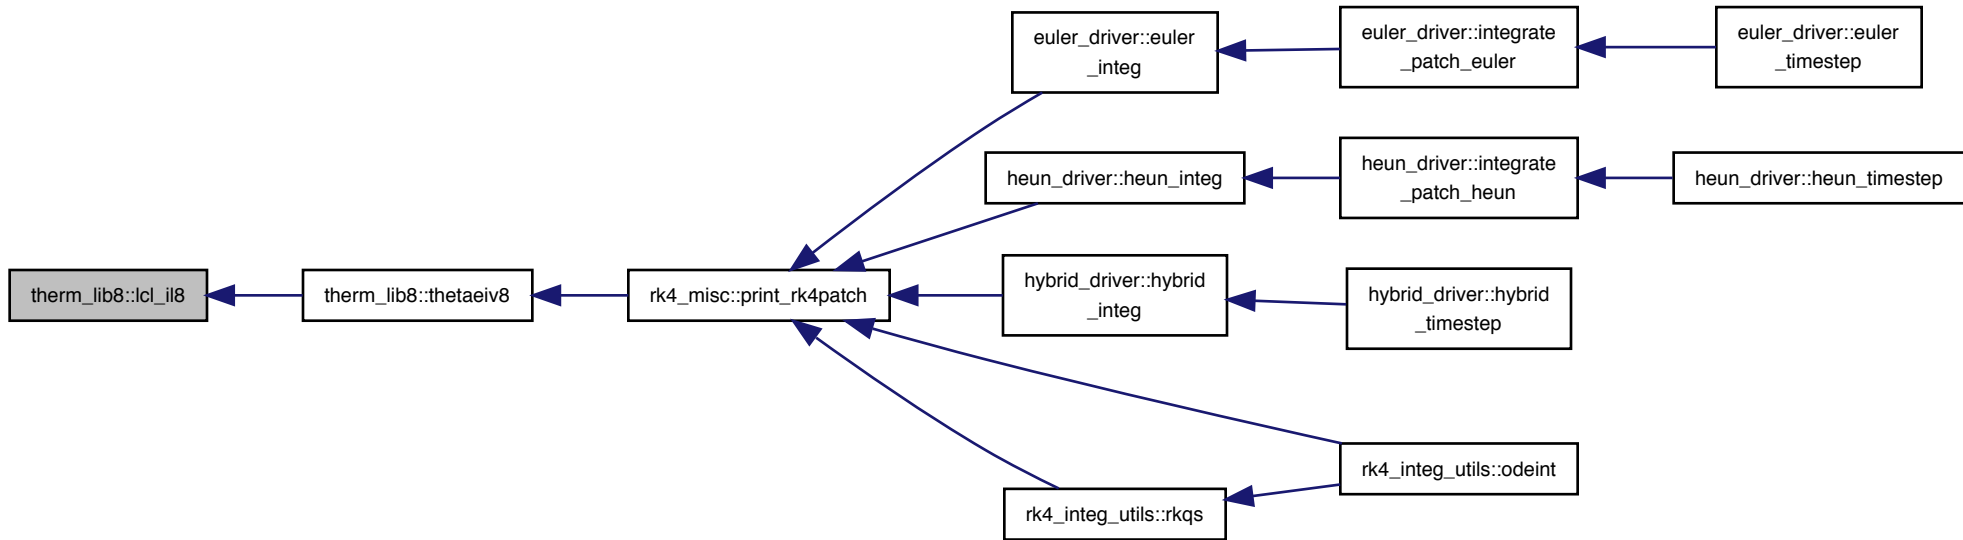 therm_lib8::lcl_il8
therm_lib8::thetaeiv8
rk4_misc::print_rk4patch
euler_driver::euler
_integ
euler_driver::integrate
_patch_euler
euler_driver::euler
_timestep
heun_driver::heun_integ
heun_driver::integrate
_patch_heun
heun_driver::heun_timestep
hybrid_driver::hybrid
_integ
hybrid_driver::hybrid
_timestep
rk4_integ_utils::odeint
rk4_integ_utils::rkqs